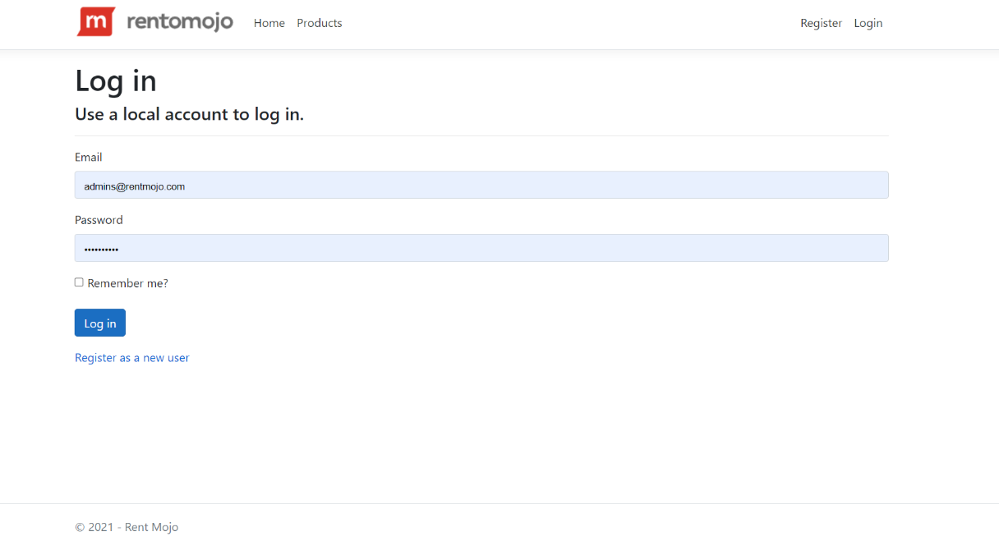 m rentomojo Home Products Register Login
Log in
Use a local account to log in.
Email
admins@rentmojo.com
Password
••••••••••
Remember me?
Log in
Register as a new user
© 2021 - Rent Mojo